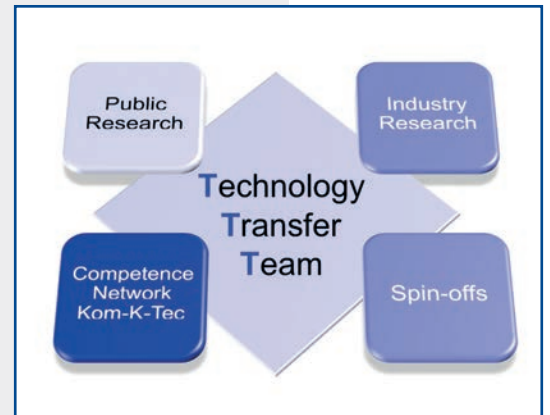 Public
Research
Industry
Research
Technology
Transfer
Team
Competence
Network
Kom-K-Tec
Spin-offs